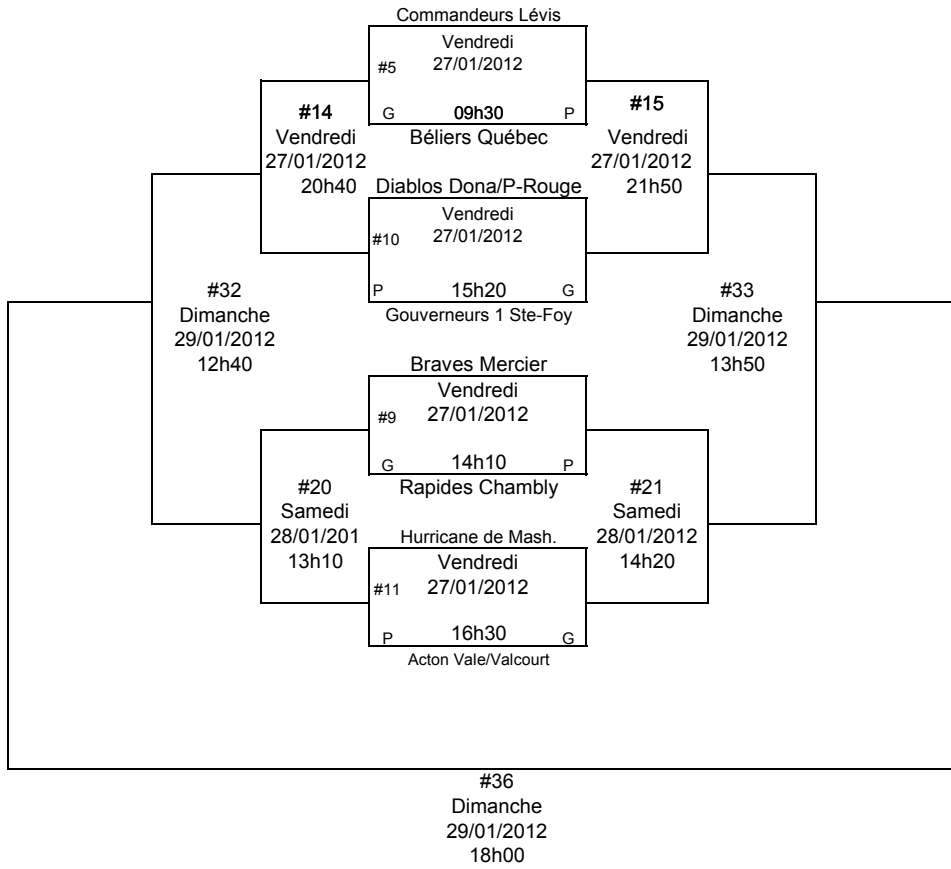 Commandeurs Lévis
Vendredi
#5 27/01/2012
G 09h30 P
Béliers Québec
#14
Vendredi
27/01/2012
20h40
#15
Vendredi
27/01/2012
21h50
Diablos Dona/P-Rouge
Vendredi
#10 27/01/2012
P 15h20 G
Gouverneurs 1 Ste-Foy
#32
Dimanche
29/01/2012
12h40
#33
Dimanche
29/01/2012
13h50
Braves Mercier
Vendredi
#9 27/01/2012
G 14h10 P
Rapides Chambly
#20
Samedi
28/01/201
13h10
#21
Samedi
28/01/2012
14h20
Hurricane de Mash.
Vendredi
#11 27/01/2012
P 16h30 G
Acton Vale/Valcourt
#36
Dimanche
29/01/2012
18h00